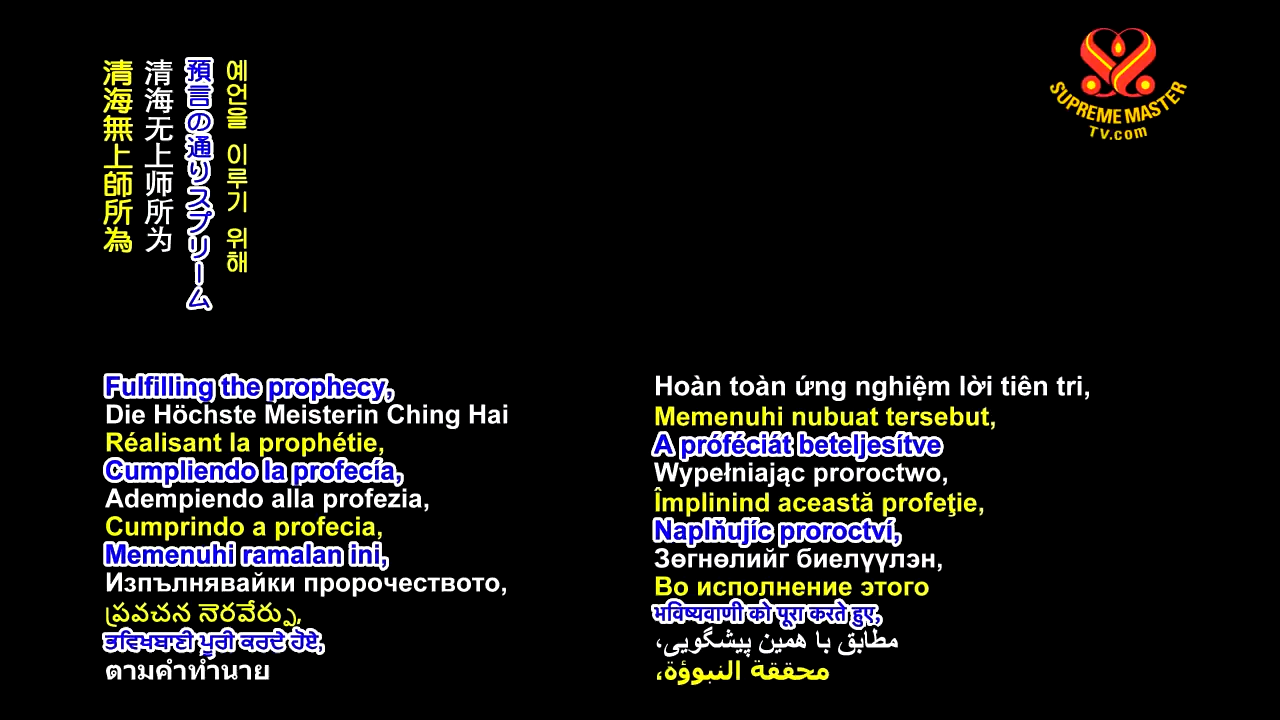 清海無上師所為
清海无上师所为
預言の通りスプリーム
예언을 이루기 위해
SUPREME MASTER
TV.com
Fulfilling the prophecy,
Die Höchste Meisterin Ching Hai
Réalisant la prophétie,
Cumpliendo la profecía,
Adempiendo alla profezia,
Cumprindo a profecia,
Memenuhi ramalan ini,
Изпълнявайки пророчеството,
ప్రవచన నెరవేర్పు,
ਭਵਿਖਬਾਣੀ ਪੂਰੀ ਕਰਦੇ ਹੋਏ,
ตามคำทำนาย
Hoàn toàn ứng nghiệm lời tiên tri,
Memenuhi nubuat tersebut,
A próféciát beteljesítve
Wypełniając proroctwo,
Împlinind această profeţie,
Naplňujíc proroctví,
Зөгнөлийг биелүүлэн,
Во исполнение этого
भविष्यवाणी को पूरा करते हुए,
مطابق با همین پیشگویی،
محققة النبوؤة،